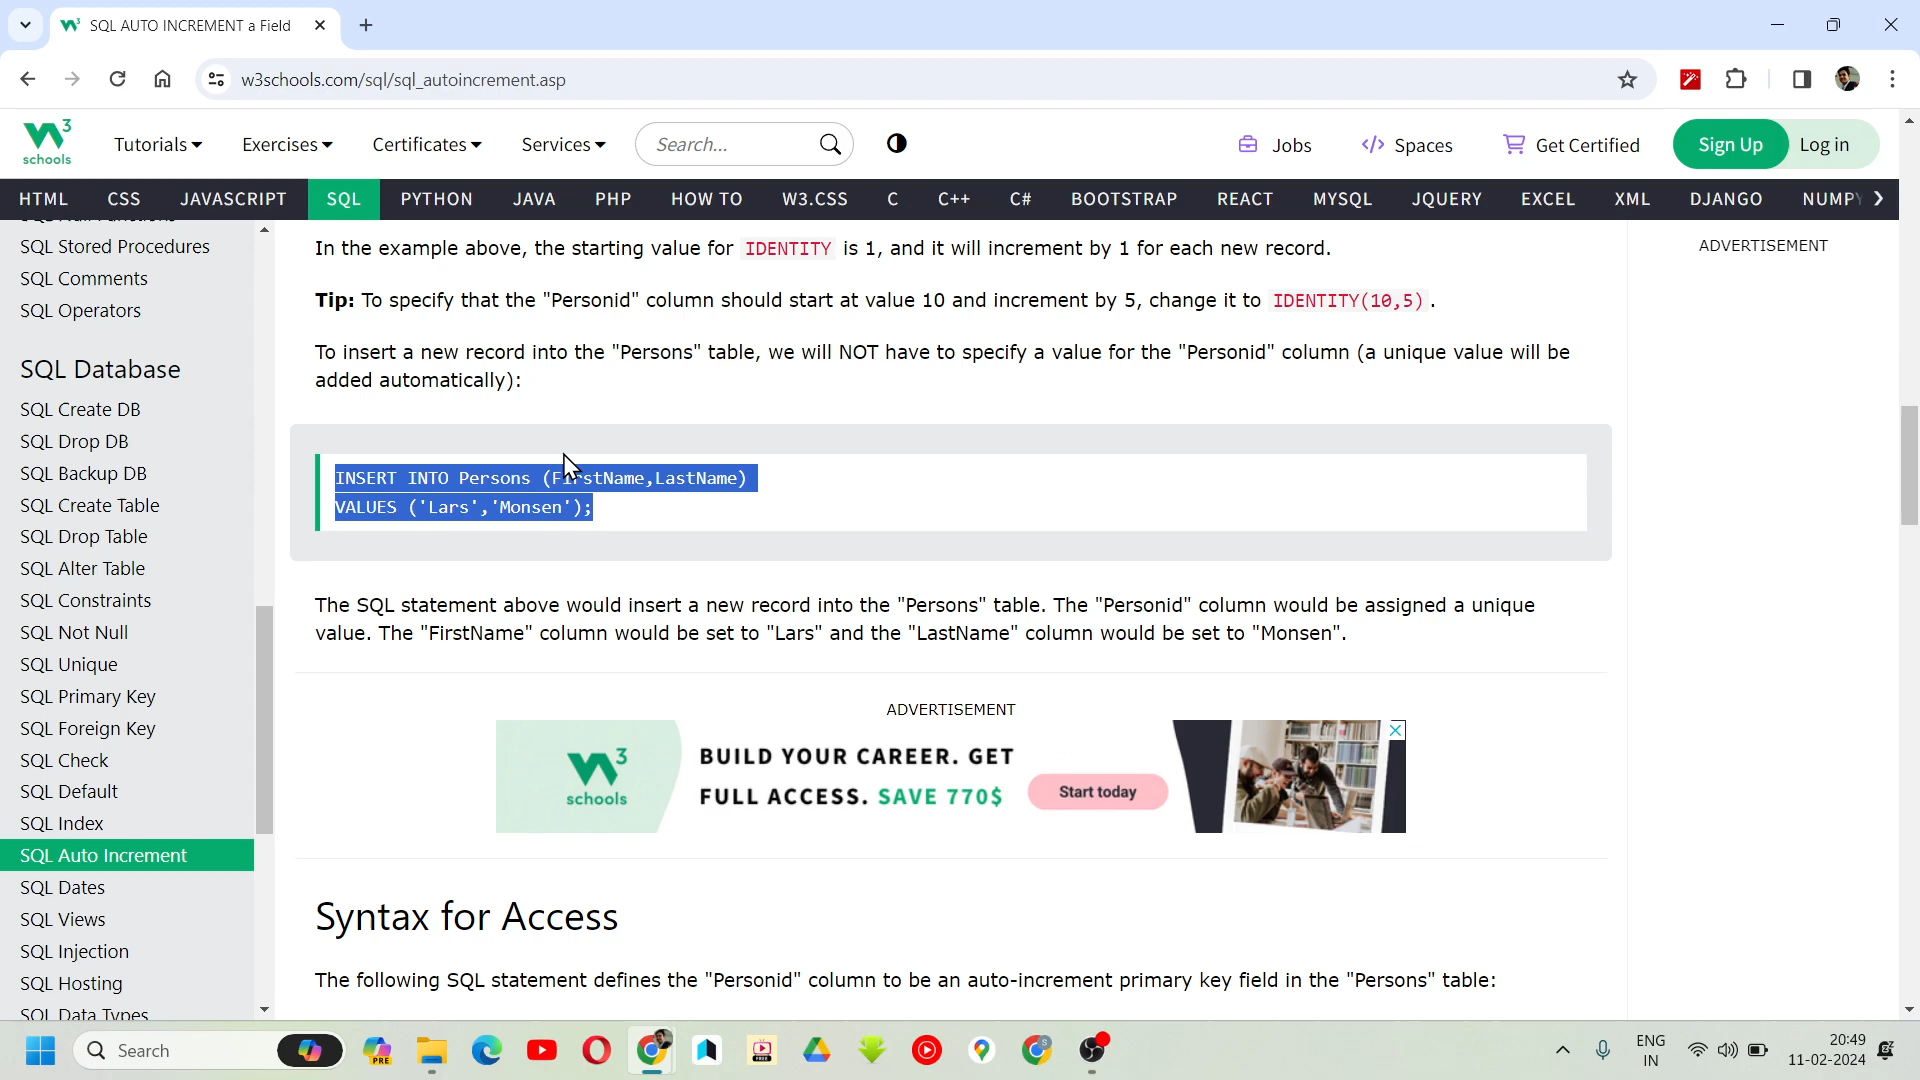 SQL AUTO INCREMENT a Field
w3schools.com/sql/sql_autoincrement.asp
3
schools
Tutorials
Exercises
Certificates
Services
Search...
Jobs
Spaces
Get Certified
Sign Up
Log in
HTML CSS JAVASCRIPT SQL PYTHON JAVA PHP HOW TO W3.CSS C C++ C# BOOTSTRAP REACT MYSQL JQUERY EXCEL XML DJANGO NUMPY
SQL Stored Procedures
SQL Comments
SQL Operators
SQL Database
SQL Create DB
SQL Drop DB
SQL Backup DB
SQL Create Table
SQL Drop Table
SQL Alter Table
SQL Constraints
SQL Not Null
SQL Unique
SQL Primary Key
SQL Foreign Key
SQL Check
SQL Default
SQL Index
SQL Auto Increment
SQL Dates
SQL Views
SQL Injection
SQL Hosting
SQL Data Types
In the example above, the starting value for IDENTITY is 1, and it will increment by 1 for each new record.
Tip: To specify that the "Personid" column should start at value 10 and increment by 5, change it to IDENTITY(10,5).
To insert a new record into the "Persons" table, we will NOT have to specify a value for the "Personid" column (a unique value will be
added automatically):
INSERT INTO Persons (FirstName,LastName)
VALUES ('Lars','Monsen');
The SQL statement above would insert a new record into the "Persons" table. The "Personid" column would be assigned a unique
value. The "FirstName" column would be set to "Lars" and the "LastName" column would be set to "Monsen".
ADVERTISEMENT
3
schools
BUILD YOUR CAREER. GET
FULL ACCESS. SAVE 770$
Start today
Syntax for Access
The following SQL statement defines the "Personid" column to be an auto-increment primary key field in the "Persons" table:
ADVERTISEMENT
Search
PRE
FREE
S
ENG
IN
20:49
11-02-2024